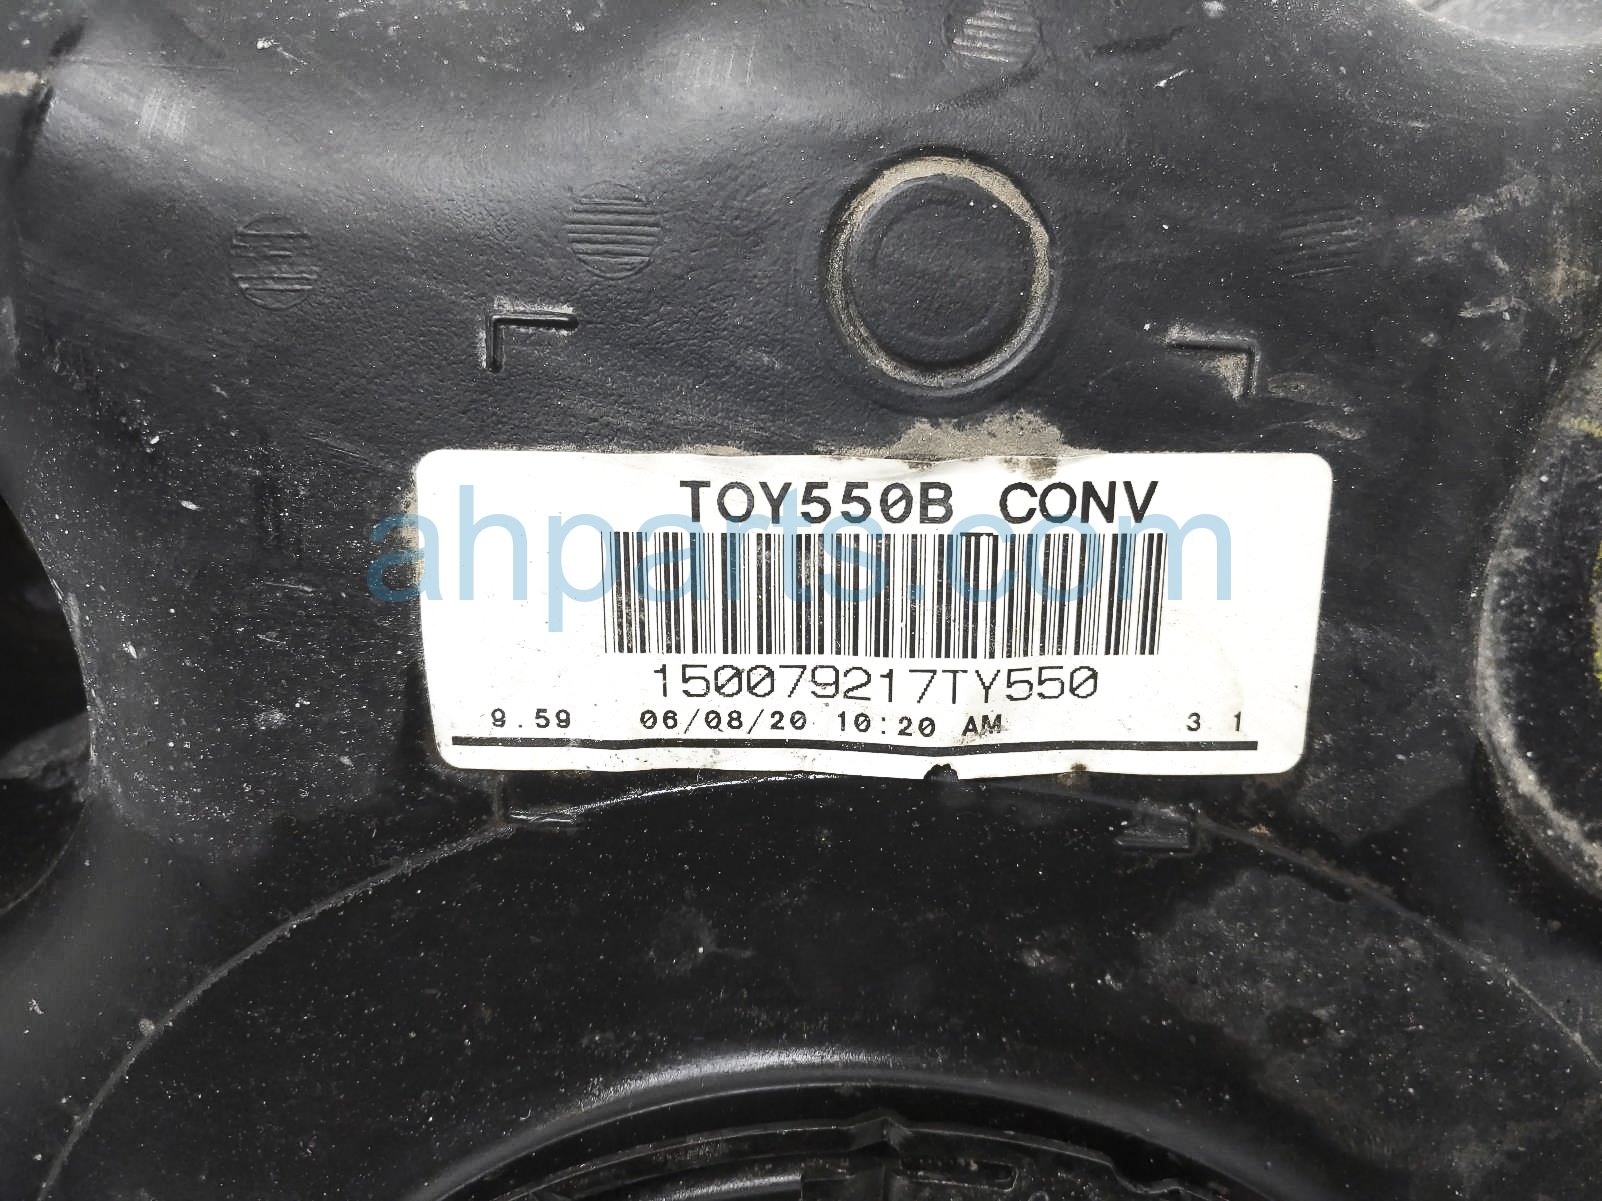 TOY550B CONV
ahparts.com
150079217TY550
9.59 06/08/20 10:20 AM 3 1